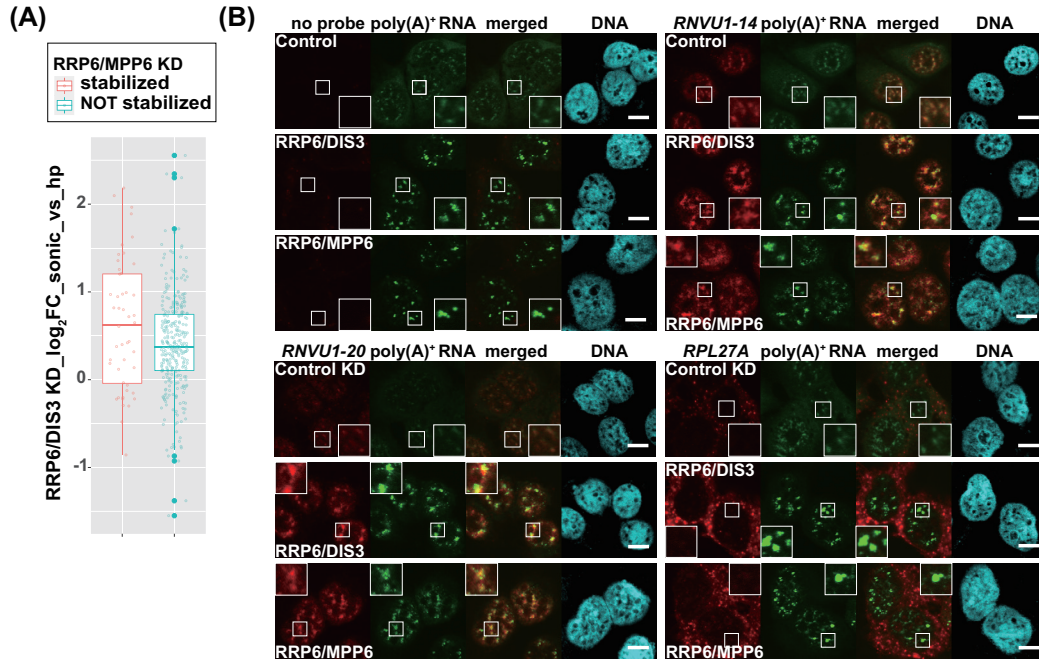 (A)
RRP6/MPP6 KD
stabilized
NOT stabilized
RRP6/DIS3 KD_log2FC_sonic_vs_hp
2
1
0
-1
(B)
no probe poly(A)+ RNA merged DNA
Control
RRP6/DIS3
RRP6/MPP6
RNVU1-14 poly(A)+ RNA merged DNA
Control
RRP6/DIS3
RRP6/MPP6
RNVU1-20 poly(A)+ RNA merged DNA
Control KD
RRP6/DIS3
RRP6/MPP6
RPL27A poly(A)+ RNA merged DNA
Control KD
RRP6/DIS3
RRP6/MPP6